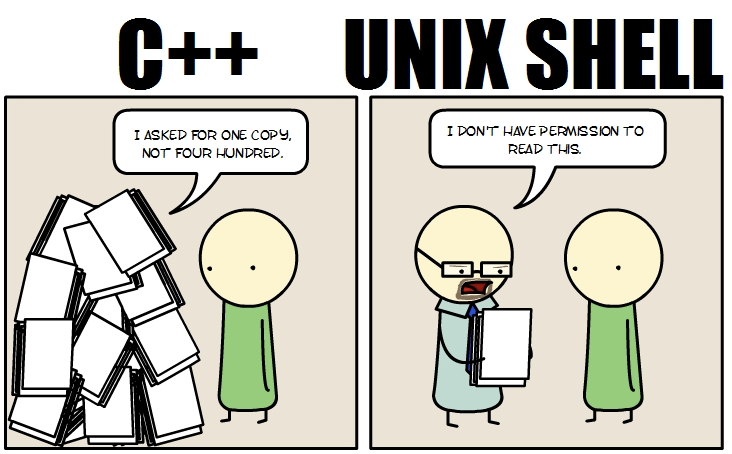 C++
I ASKED FOR ONE COPY,
NOT FOUR HUNDRED.
UNIX SHELL
I DON'T HAVE PERMISSION TO
READ THIS.